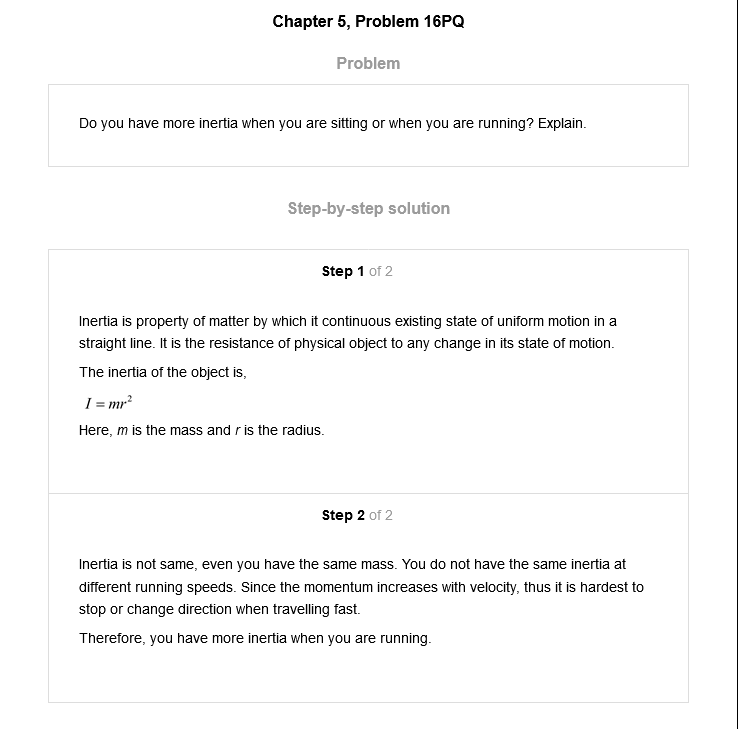 Chapter 5, Problem 16PQ
Problem
Do you have more inertia when you are sitting or when you are running? Explain.
Step-by-step solution
Step 1 of 2
Inertia is property of matter by which it continuous existing state of uniform motion in a
straight line. It is the resistance of physical object to any change in its state of motion.
The inertia of the object is,
I = mr²
Here, m is the mass and r is the radius.
Step 2 of 2
Inertia is not same, even you have the same mass. You do not have the same inertia at
different running speeds. Since the momentum increases with velocity, thus it is hardest to
stop or change direction when travelling fast.
Therefore, you have more inertia when you are running.